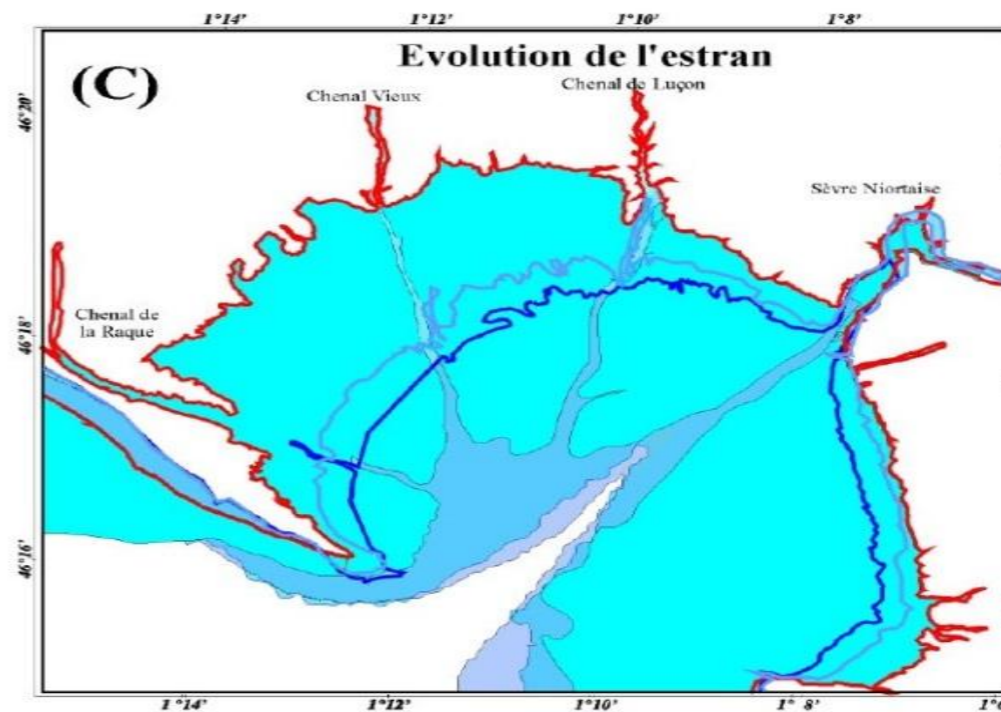 1°14' 1°12' 1°10' 1°8'
Evolution de l'estran
(C)
Chenal Vieux
Chenal de Luçon
46°20'
Sèvre Niortaise
Chenal de
la Raque
46°18'
46°16'
1°14' 1°12' 1°10' 1° 8'